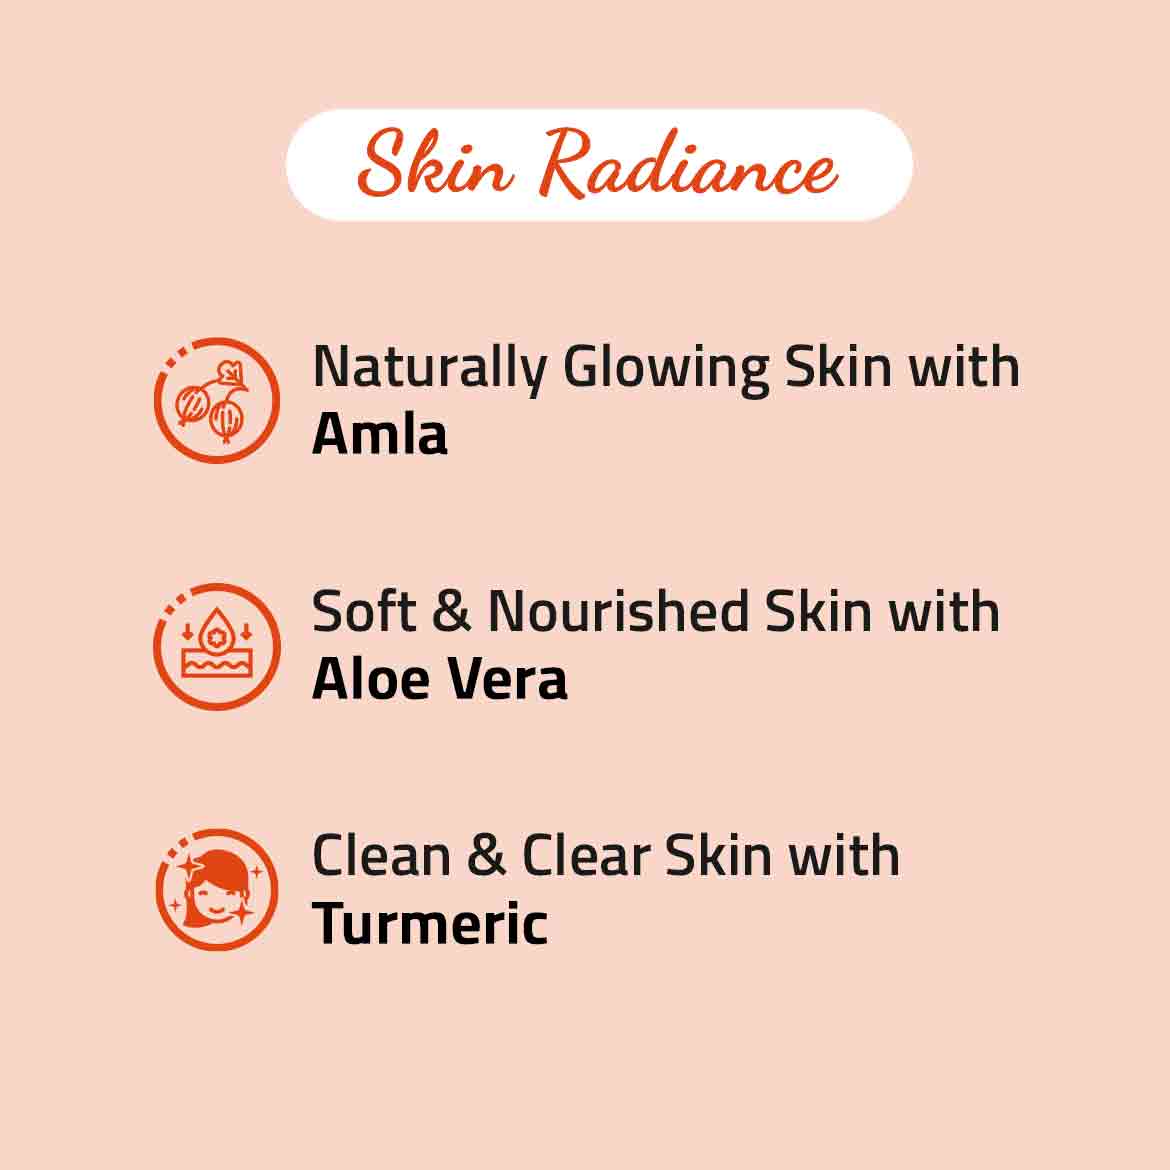 Skin Radiance
Naturally Glowing Skin with
Amla
Soft & Nourished Skin with
Aloe Vera
Clean & Clear Skin with
Turmeric